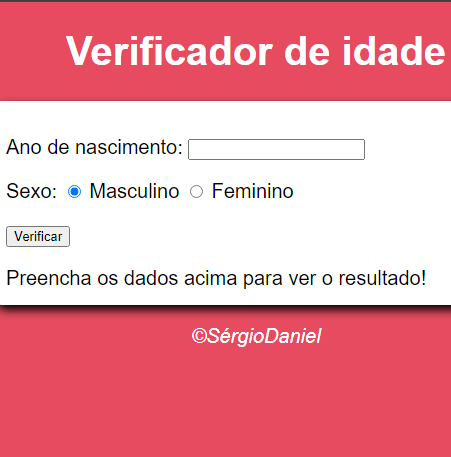 Verificador de idade
Ano de nascimento:
Sexo: Masculino Feminino
Verificar
Preencha os dados acima para ver o resultado!
©SérgioDaniel